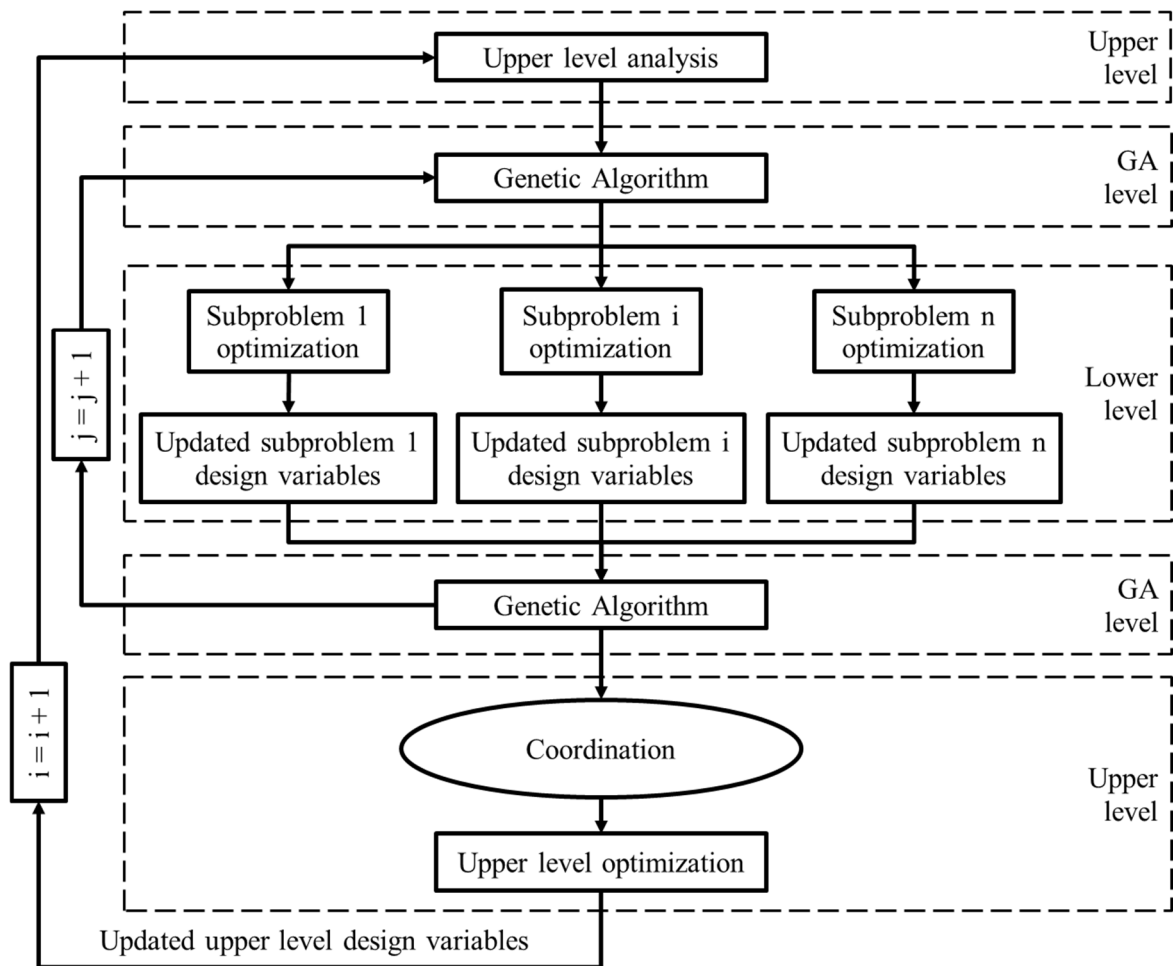 Upper level analysis
Upper
level
Genetic Algorithm
GA
level
Subproblem 1
optimization
Subproblem i
optimization
Subproblem n
optimization
j = j + 1
Lower
level
Updated subproblem 1
design variables
Updated subproblem i
design variables
Updated subproblem n
design variables
Genetic Algorithm
GA
level
i = i + 1
Coordination
Upper
level
Upper level optimization
Updated upper level design variables